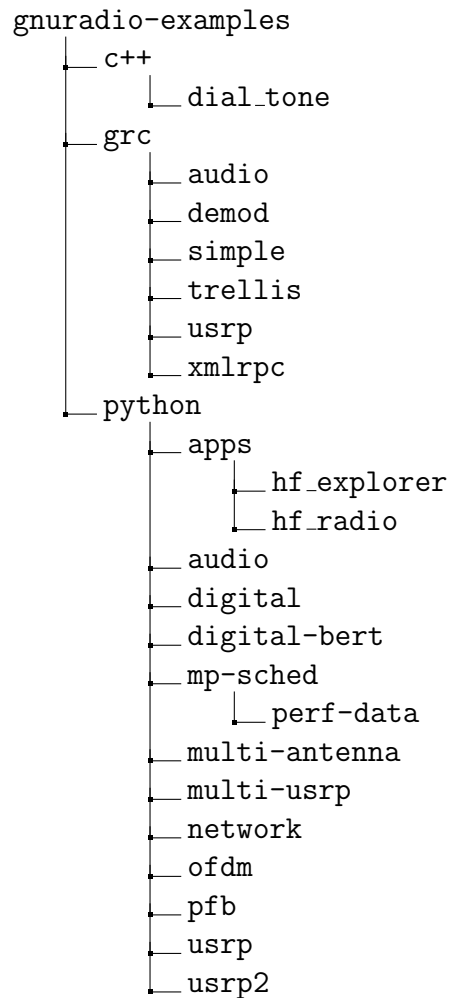 gnuradio-examples
c++
dial_tone
grc
audio
demod
simple
trellis
usrp
xmlrpc
python
apps
hf_explorer
hf_radio
audio
digital
digital-bert
mp-sched
perf-data
multi-antenna
multi-usrp
network
ofdm
pfb
usrp
usrp2